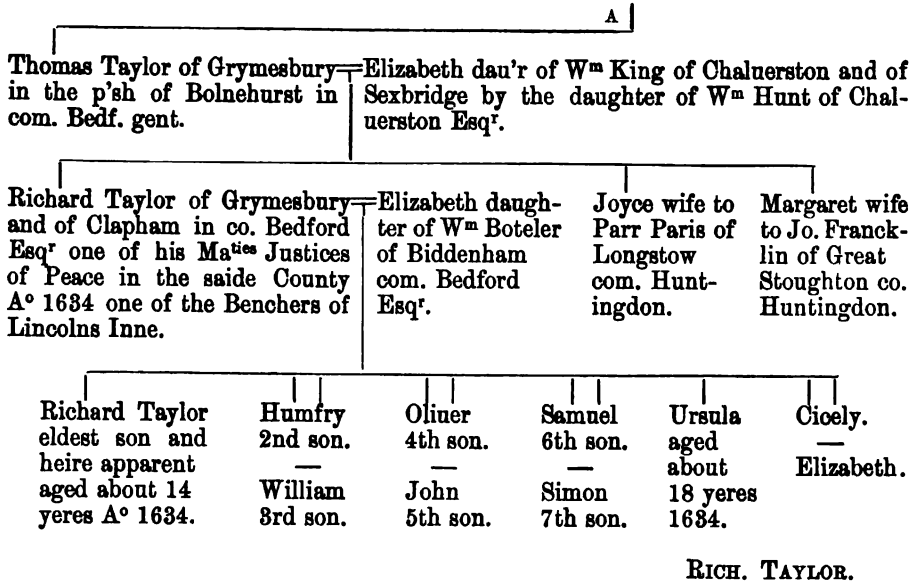 A
Thomas Taylor of Grymesbury
in the p'sh of Bolnehurst in
com. Bedf. gent.
Elizabeth dau'r of Wᵐ King of Chaluerston and of
Sexbridge by the daughter of Wᵐ Hunt of Chal-
uerston Esqʳ.
Richard Taylor of Grymesbury
and of Clapham in co. Bedford
Esqʳ one of his Maᵗⁱᵉˢ Justices
of Peace in the saide County
Aᵒ 1634 one of the Benchers of
Lincolns Inne.
Elizabeth daugh-
ter of Wᵐ Boteler
of Biddenham
com. Bedford
Esqʳ.
Joyce wife to
Parr Paris of
Longstow
com. Hunt-
ingdon.
Margaret wife
to Jo. Franck-
lin of Great
Stoughton co.
Huntingdon.
Richard Taylor
eldest son and
heire apparent
aged about 14
yeres Aᵒ 1634.
Humfry
2nd son.
—
William
3rd son.
Oliuer
4th son.
—
John
5th son.
Samuel
6th son.
—
Simon
7th son.
Ursula
aged
about
18 yeres
1634.
Cicely.
—
Elizabeth.
RICH. TAYLOR.